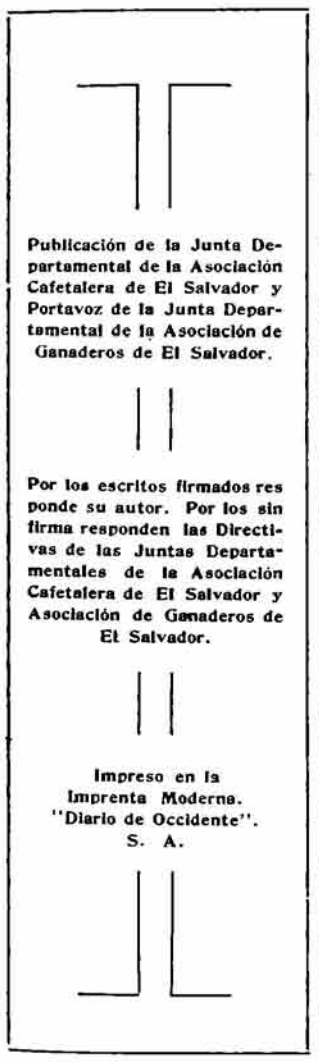 Publicación de la Junta De-
partamental de la Asociación
Cafetalera de El Salvador y
Portavoz de la Junta Depar-
tamental de la Asociación de
Ganaderos de El Salvador.
Por los escritos firmados res
ponde su autor. Por los sin
firma responden las Directi-
vas de las Juntas Departa-
mentales de la Asociación
Cafetalera de El Salvador y
Asociación de Ganaderos de
El Salvador.
Impreso en la
Imprenta Moderna.
"Diario de Occidente".
S. A.